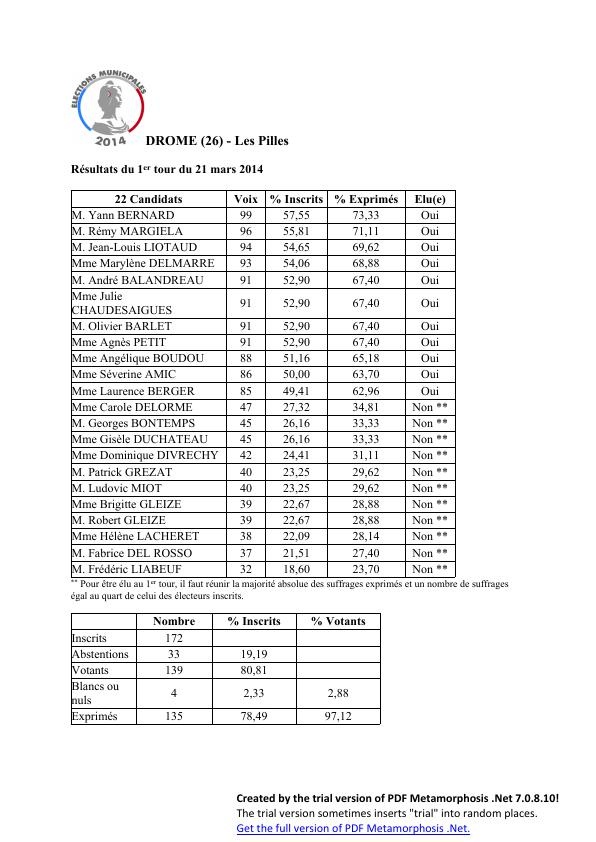 ELECTIONS MUNICIPALES
2014
DROME (26) - Les Pilles
Résultats du 1er tour du 21 mars 2014
22 Candidats Voix % Inscrits % Exprimés Elu(e)
M. Yann BERNARD 99 57,55 73,33 Oui
M. Rémy MARGIELA 96 55,81 71,11 Oui
M. Jean-Louis LIOTAUD 94 54,65 69,62 Oui
Mme Marylène DELMARRE 93 54,06 68,88 Oui
M. André BALANDREAU 91 52,90 67,40 Oui
Mme Julie
CHAUDESAIGUES 91 52,90 67,40 Oui
M. Olivier BARLET 91 52,90 67,40 Oui
Mme Agnès PETIT 91 52,90 67,40 Oui
Mme Angélique BOUDOU 88 51,16 65,18 Oui
Mme Séverine AMIC 86 50,00 63,70 Oui
Mme Laurence BERGER 85 49,41 62,96 Oui
Mme Carole DELORME 47 27,32 34,81 Non **
M. Georges BONTEMPS 45 26,16 33,33 Non **
Mme Gisèle DUCHATEAU 45 26,16 33,33 Non **
Mme Dominique DIVRECHY 42 24,41 31,11 Non **
M. Patrick GREZAT 40 23,25 29,62 Non **
M. Ludovic MIOT 40 23,25 29,62 Non **
Mme Brigitte GLEIZE 39 22,67 28,88 Non **
M. Robert GLEIZE 39 22,67 28,88 Non **
Mme Hélène LACHERET 38 22,09 28,14 Non **
M. Fabrice DEL ROSSO 37 21,51 27,40 Non **
M. Frédéric LIABEUF 32 18,60 23,70 Non **
** Pour être élu au 1er tour, il faut réunir la majorité absolue des suffrages exprimés et un nombre de suffrages
égal au quart de celui des électeurs inscrits.
Nombre % Inscrits % Votants
Inscrits 172
Abstentions 33 19,19
Votants 139 80,81
Blancs ou
nuls 4 2,33 2,88
Exprimés 135 78,49 97,12
Created by the trial version of PDF Metamorphosis .Net 7.0.8.10!
The trial version sometimes inserts "trial" into random places.
Get the full version of PDF Metamorphosis .Net.